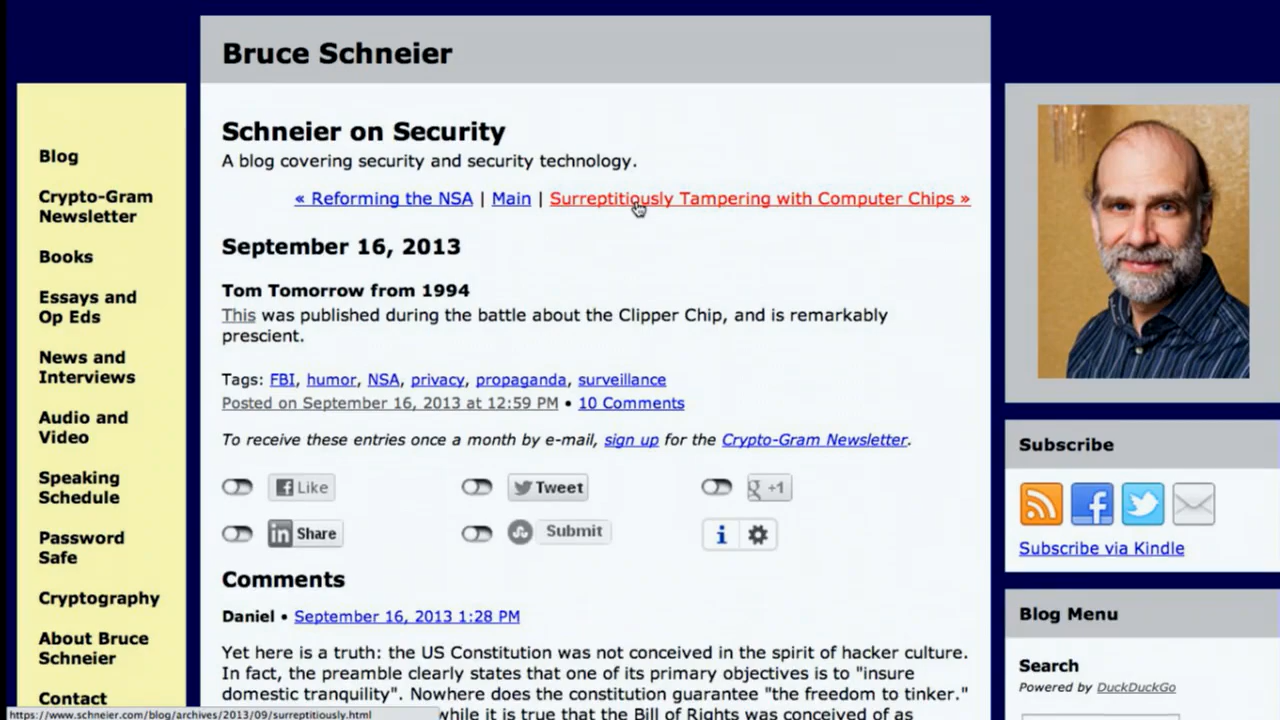 Bruce Schneier
Blog
Crypto-Gram
Newsletter
Books
Essays and
Op Eds
News and
Interviews
Audio and
Video
Speaking
Schedule
Password
Safe
Cryptography
About Bruce
Schneier
Contact
Schneier on Security
A blog covering security and security technology.
« Reforming the NSA | Main | Surreptitiously Tampering with Computer Chips »
September 16, 2013
Tom Tomorrow from 1994
This was published during the battle about the Clipper Chip, and is remarkably
prescient.
Tags: FBI, humor, NSA, privacy, propaganda, surveillance
Posted on September 16, 2013 at 12:59 PM • 10 Comments
To receive these entries once a month by e-mail, sign up for the Crypto-Gram Newsletter.
Like
Tweet
+1
Share
Submit
Comments
Daniel • September 16, 2013 1:28 PM
Yet here is a truth: the US Constitution was not conceived in the spirit of hacker culture.
In fact, the preamble clearly states that one of its primary objectives is to "insure
domestic tranquility". Nowhere does the constitution guarantee "the freedom to tinker."
while it is true that the Bill of Rights was conceived of as
Subscribe
Subscribe via Kindle
Blog Menu
Search
Powered by DuckDuckGo
https://www.schneier.com/blog/archives/2013/09/surreptitiously.html